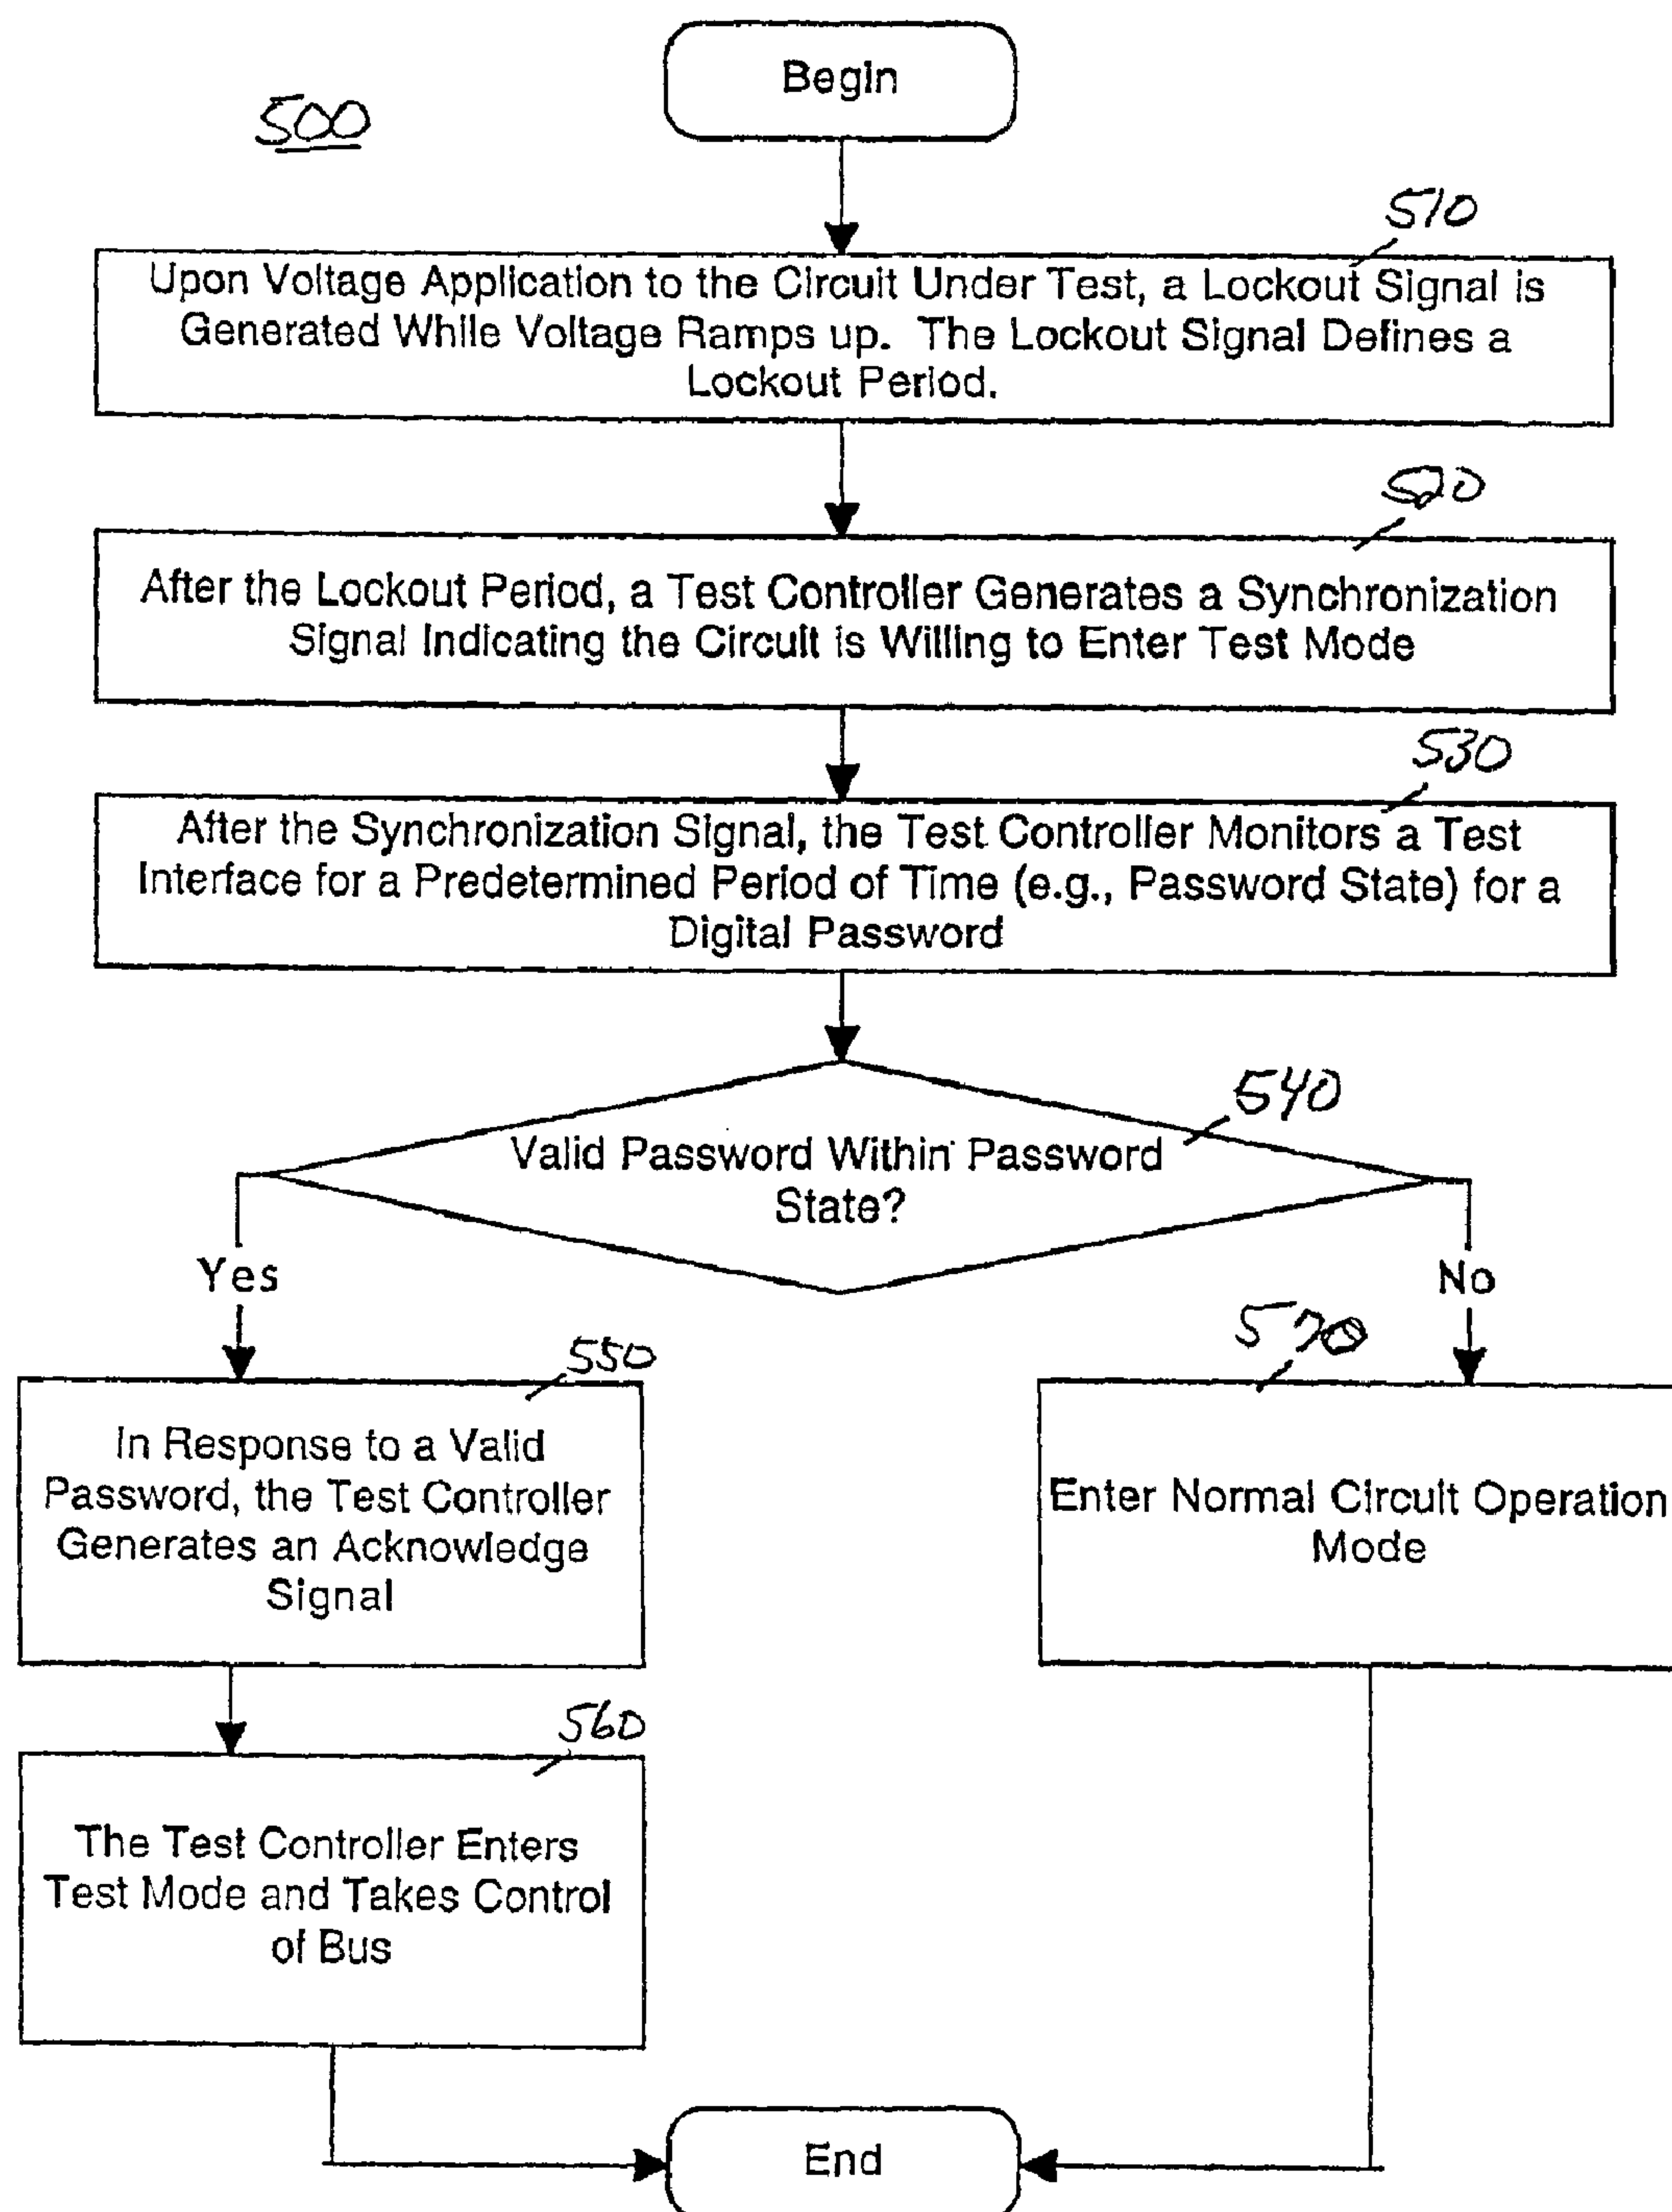 Begin
500
510
Upon Voltage Application to the Circuit Under Test, a Lockout Signal is
Generated While Voltage Ramps up. The Lockout Signal Defines a
Lockout Period.
520
After the Lockout Period, a Test Controller Generates a Synchronization
Signal Indicating the Circuit is Willing to Enter Test Mode
530
After the Synchronization Signal, the Test Controller Monitors a Test
Interface for a Predetermined Period of Time (e.g., Password State) for a
Digital Password
540
Valid Password Within Password
State?
Yes
No
550
570
In Response to a Valid
Password, the Test Controller
Generates an Acknowledge
Signal
Enter Normal Circuit Operation
Mode
560
The Test Controller Enters
Test Mode and Takes Control
of Bus
End